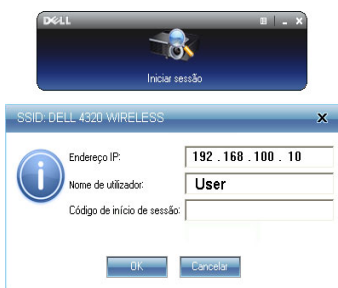 DELL
Iniciar sessão
SSID: DELL 4320 WIRELESS
Endereço IP: 192 . 168 . 100 . 10
Nome de utilizador: User
Código de início de sessão:
OK Cancelar